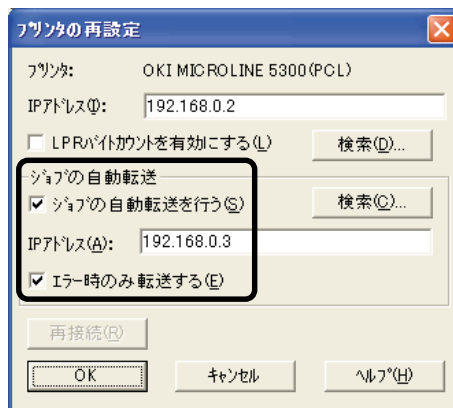 プリンタの再設定
プリンタ: OKI MICROLINE 5300(PCL)
IPアドレス(I): 192.168.0.2
LPRバイトカウントを有効にする(L) 検索(D)...
ジョブの自動転送
ジョブの自動転送を行う(S) 検索(C)...
IPアドレス(A): 192.168.0.3
エラー時のみ転送する(E)
再接続(R)
OK キャンセル ヘルプ(H)